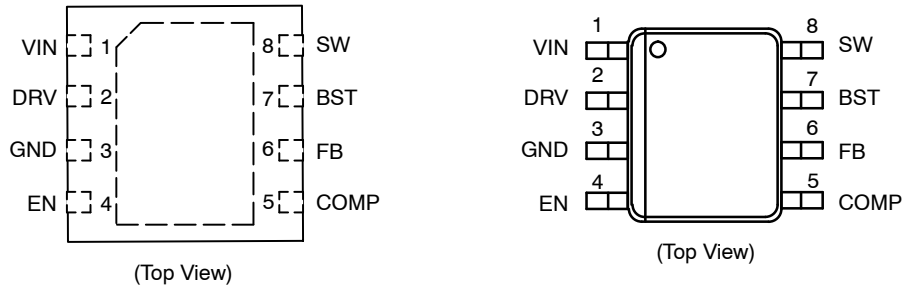 VIN 1 8 SW
DRV 2 7 BST
GND 3 6 FB
EN 4 5 COMP
(Top View)
1 8
VIN SW
2 7
DRV BST
3 6
GND FB
4 5
EN COMP
(Top View)